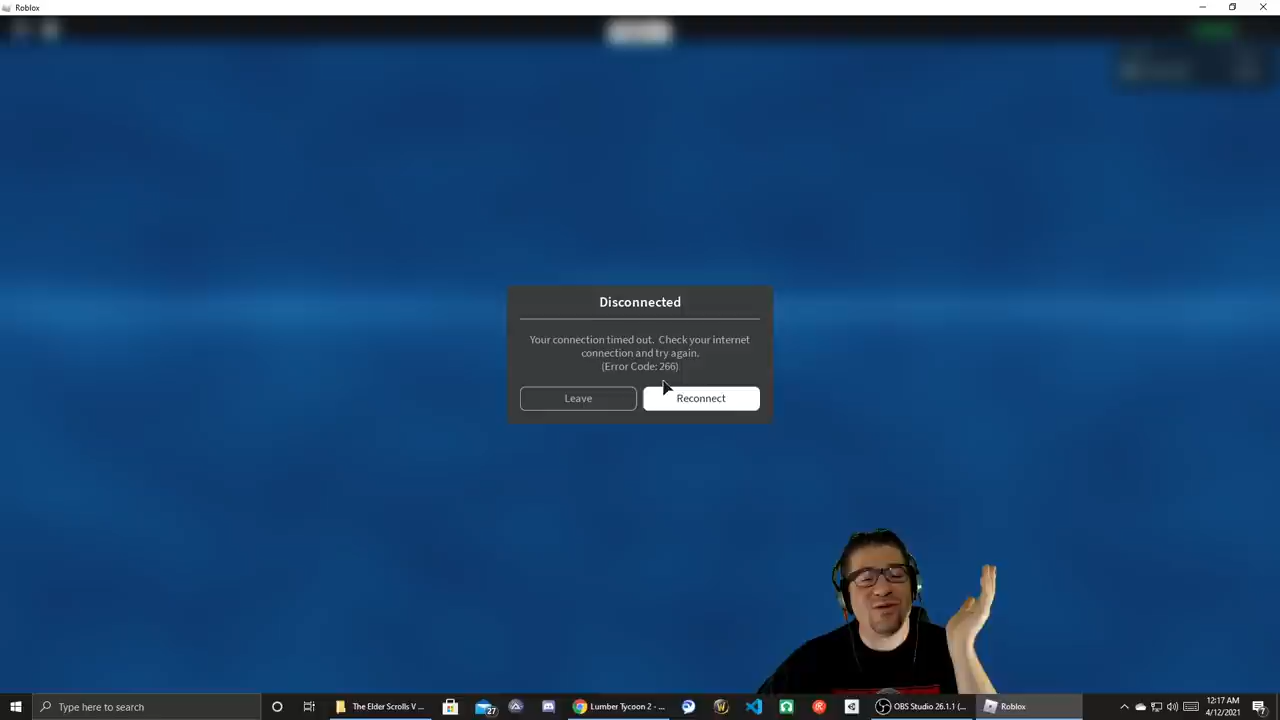 Roblox
Disconnected
Your connection timed out.  Check your internet
connection and try again.
(Error Code: 266)
Leave
Reconnect
Type here to search
The Elder Scrolls V ...
27
Lumber Tycoon 2 - ...
OBS Studio 26.1.1 (...
Roblox
12:17 AM
4/12/2021